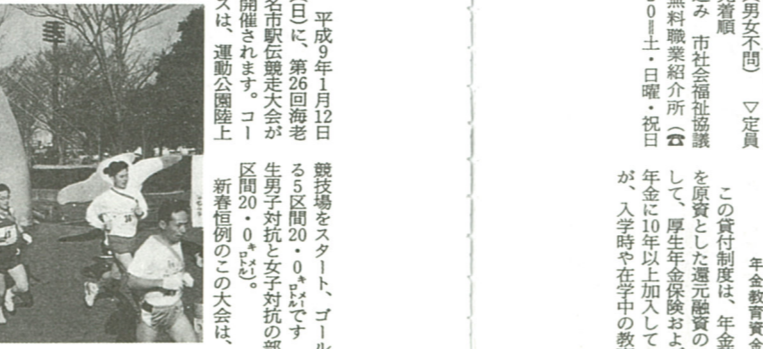 男女不問) ▽定員
着順
込み 市社会福祉協議
無料職業紹介所(☎
00＝土・日曜・祝日
年金教育資金
この貸付制度は、年金
を原資とした還元融資の
して、厚生年金保険およ
年金に10年以上加入して
が、入学時や在学中の教
平成9年1月12日
(日)に、第26回海老
名市駅伝競走大会が
開催されます。コー
スは、運動公園陸上
競技場をスタート、ゴール
る5区間20・0キロメートルです
生男子対抗と女子対抗の部
区間20・0キロメートル)。
新春恒例のこの大会は、